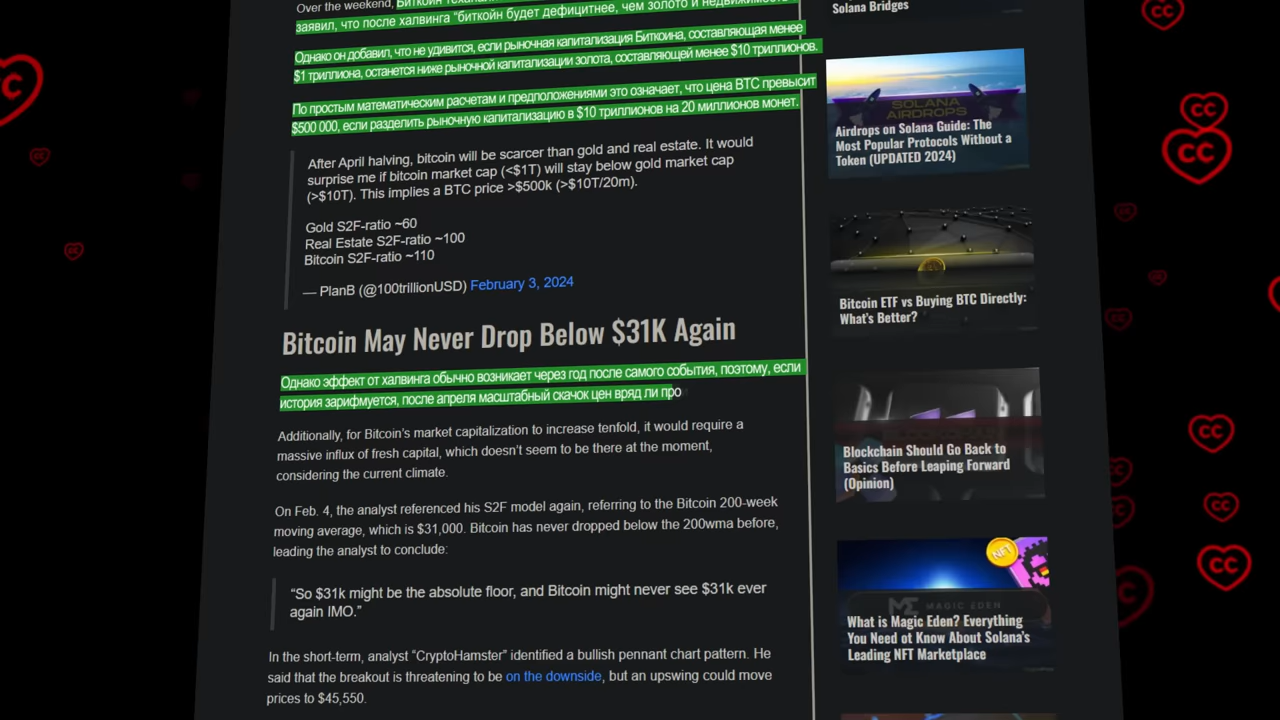 Over the weekend, Биткоин
заявил, что после халвинга “биткойн будет дефицитнее, чем золото и недвижимость
Однако он добавил, что не удивится, если рыночная капитализация Биткоина, составляющая менее
$1 триллиона, останется ниже рыночной капитализации золота, составляющей менее $10 триллионов.
По простым математическим расчетам и предположениями это означает, что цена BTC превысит
$500 000, если разделить рыночную капитализацию в $10 триллионов на 20 миллионов монет.
After April halving, bitcoin will be scarcer than gold and real estate. It would
surprise me if bitcoin market cap (<$1T) will stay below gold market cap
(>$10T). This implies a BTC price >$500k (>$10T/20m).
Gold S2F-ratio ~60
Real Estate S2F-ratio ~100
Bitcoin S2F-ratio ~110
— PlanB (@100trillionUSD) February 3, 2024
Bitcoin May Never Drop Below $31K Again
Однако эффект от халвинга обычно возникает через год после самого события, поэтому, если
история зарифмуется, после апреля масштабный скачок цен вряд ли про
Additionally, for Bitcoin’s market capitalization to increase tenfold, it would require a
massive influx of fresh capital, which doesn’t seem to be there at the moment,
considering the current climate.
On Feb. 4, the analyst referenced his S2F model again, referring to the Bitcoin 200-week
moving average, which is $31,000. Bitcoin has never dropped below the 200wma before,
leading the analyst to conclude:
“So $31k might be the absolute floor, and Bitcoin might never see $31k ever
again IMO.”
In the short-term, analyst “CryptoHamster” identified a bullish pennant chart pattern. He
said that the breakout is threatening to be on the downside, but an upswing could move
prices to $45,550.
Solana Bridges
SOLANA
AIRDROPS
Airdrops on Solana Guide: The
Most Popular Protocols Without a
Token (UPDATED 2024)
Bitcoin ETF vs Buying BTC Directly:
What’s Better?
Blockchain Should Go Back to
Basics Before Leaping Forward
(Opinion)
NFT
MAGIC EDEN
What is Magic Eden? Everything
You Need ot Know About Solana’s
Leading NFT Marketplace